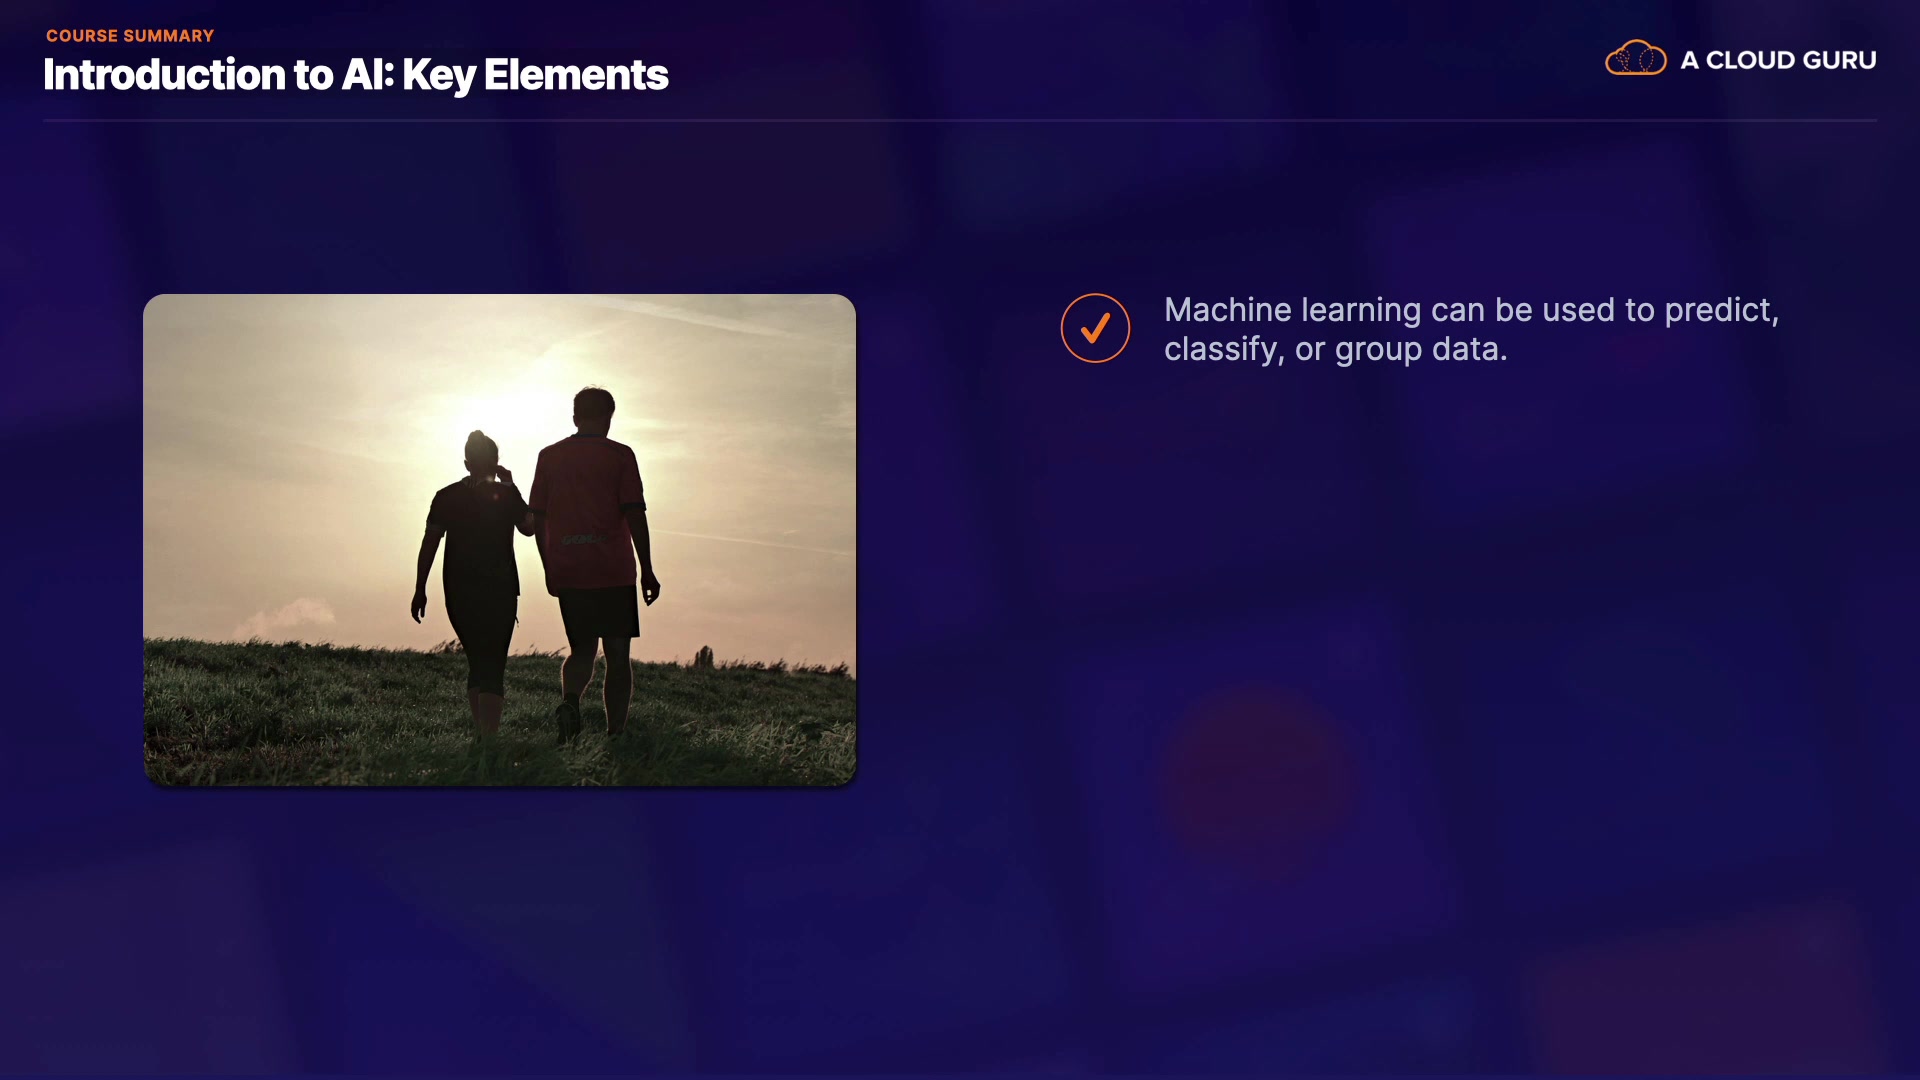 COURSE SUMMARY
Introduction to AI: Key Elements
A CLOUD GURU
Machine learning can be used to predict,
classify, or group data.